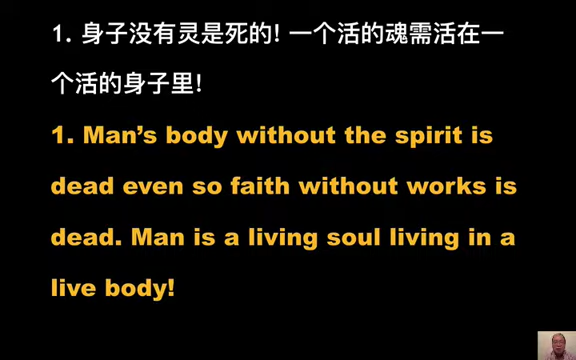 1. 身子没有灵是死的! 一个活的魂需活在一
个活的身子里!
1. Man’s body without the spirit is
dead even so faith without works is
dead. Man is a living soul living in a
live body!